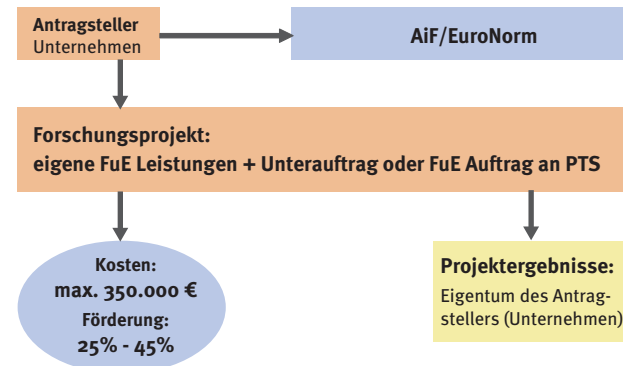 Antragsteller
Unternehmen
AiF/EuroNorm
Forschungsprojekt:
eigene FuE Leistungen + Unterauftrag oder FuE Auftrag an PTS
Kosten:
max. 350.000 €
Förderung:
25% - 45%
Projektergebnisse:
Eigentum des Antrag-
stellers (Unternehmen)